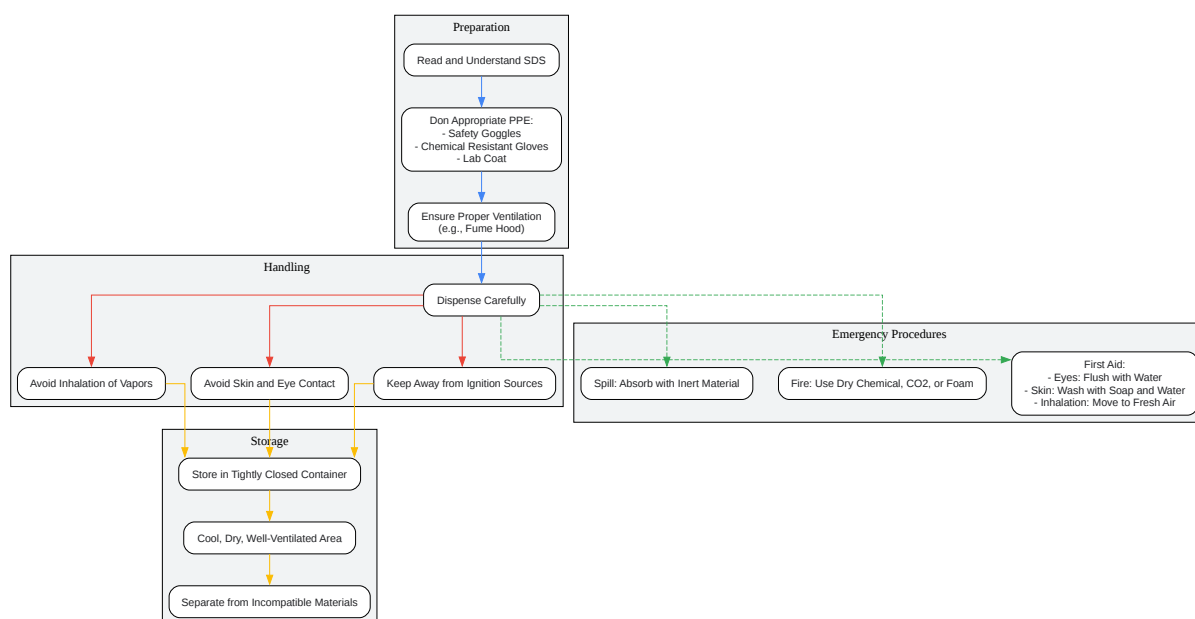 Preparation
Read and Understand SDS
Don Appropriate PPE:
- Safety Goggles
- Chemical Resistant Gloves
- Lab Coat
Ensure Proper Ventilation
(e.g., Fume Hood)
Handling
Dispense Carefully
Avoid Inhalation of Vapors
Avoid Skin and Eye Contact
Keep Away from Ignition Sources
Emergency Procedures
Spill: Absorb with Inert Material
Fire: Use Dry Chemical, CO2, or Foam
First Aid:
- Eyes: Flush with Water
- Skin: Wash with Soap and Water
- Inhalation: Move to Fresh Air
Storage
Store in Tightly Closed Container
Cool, Dry, Well-Ventilated Area
Separate from Incompatible Materials